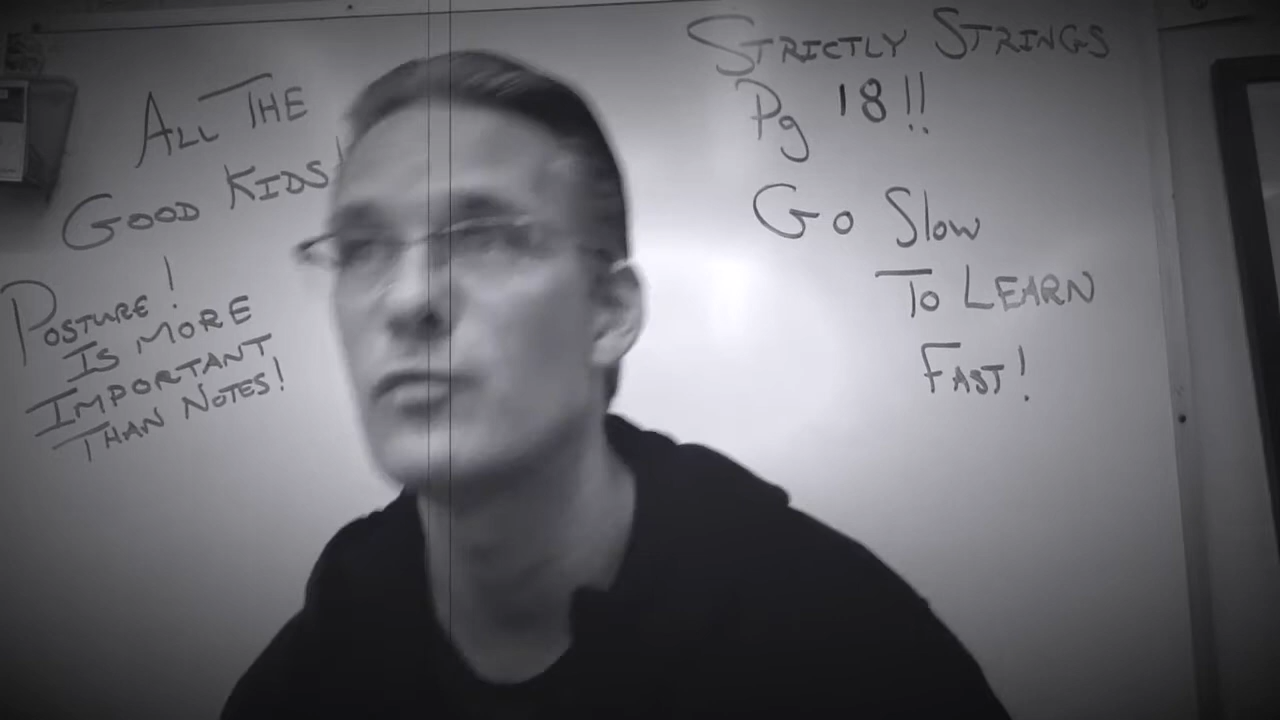 ALL THE
GOOD KIDS!
POSTURE!
IS MORE
IMPORTANT
THAN NOTES!
STRICTLY STRINGS
Pg 18!!
GO Slow
To LEARN
FAST!